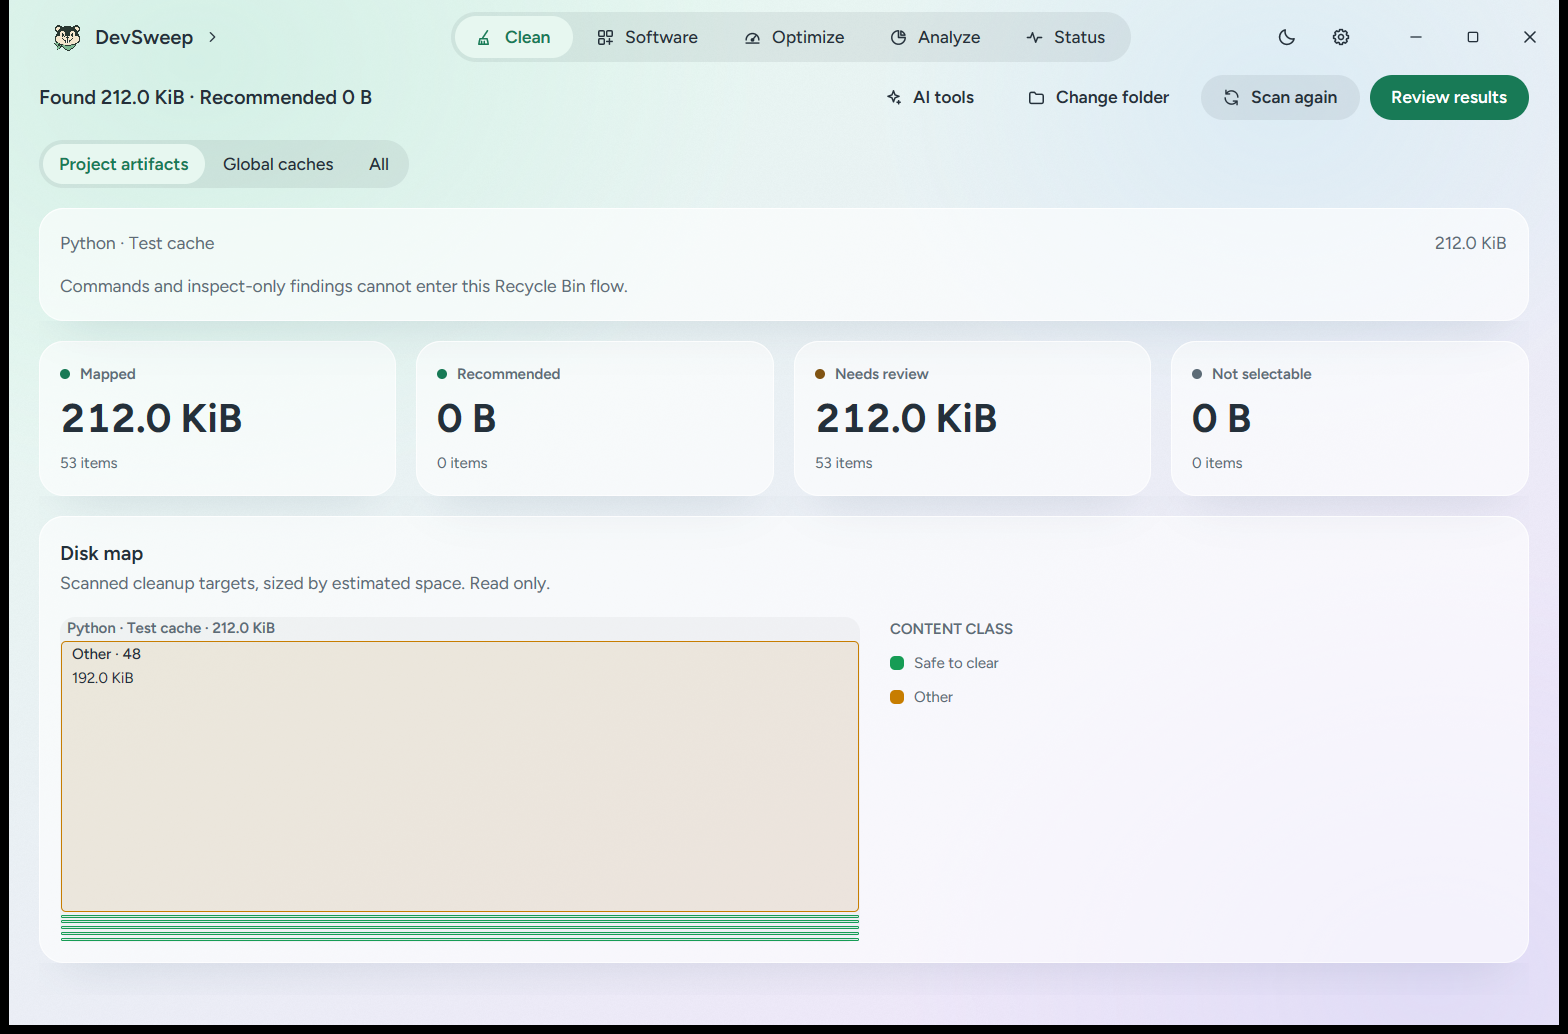 DevSweep
Clean
Software
Optimize
Analyze
Status
Found 212.0 KiB · Recommended 0 B
AI tools
Change folder
Scan again
Review results
Project artifacts
Global caches
All
Python · Test cache
212.0 KiB
Commands and inspect-only findings cannot enter this Recycle Bin flow.
Mapped
212.0 KiB
53 items
Recommended
0 B
0 items
Needs review
212.0 KiB
53 items
Not selectable
0 B
0 items
Disk map
Scanned cleanup targets, sized by estimated space. Read only.
Python · Test cache · 212.0 KiB
Other · 48
192.0 KiB
CONTENT CLASS
Safe to clear
Other